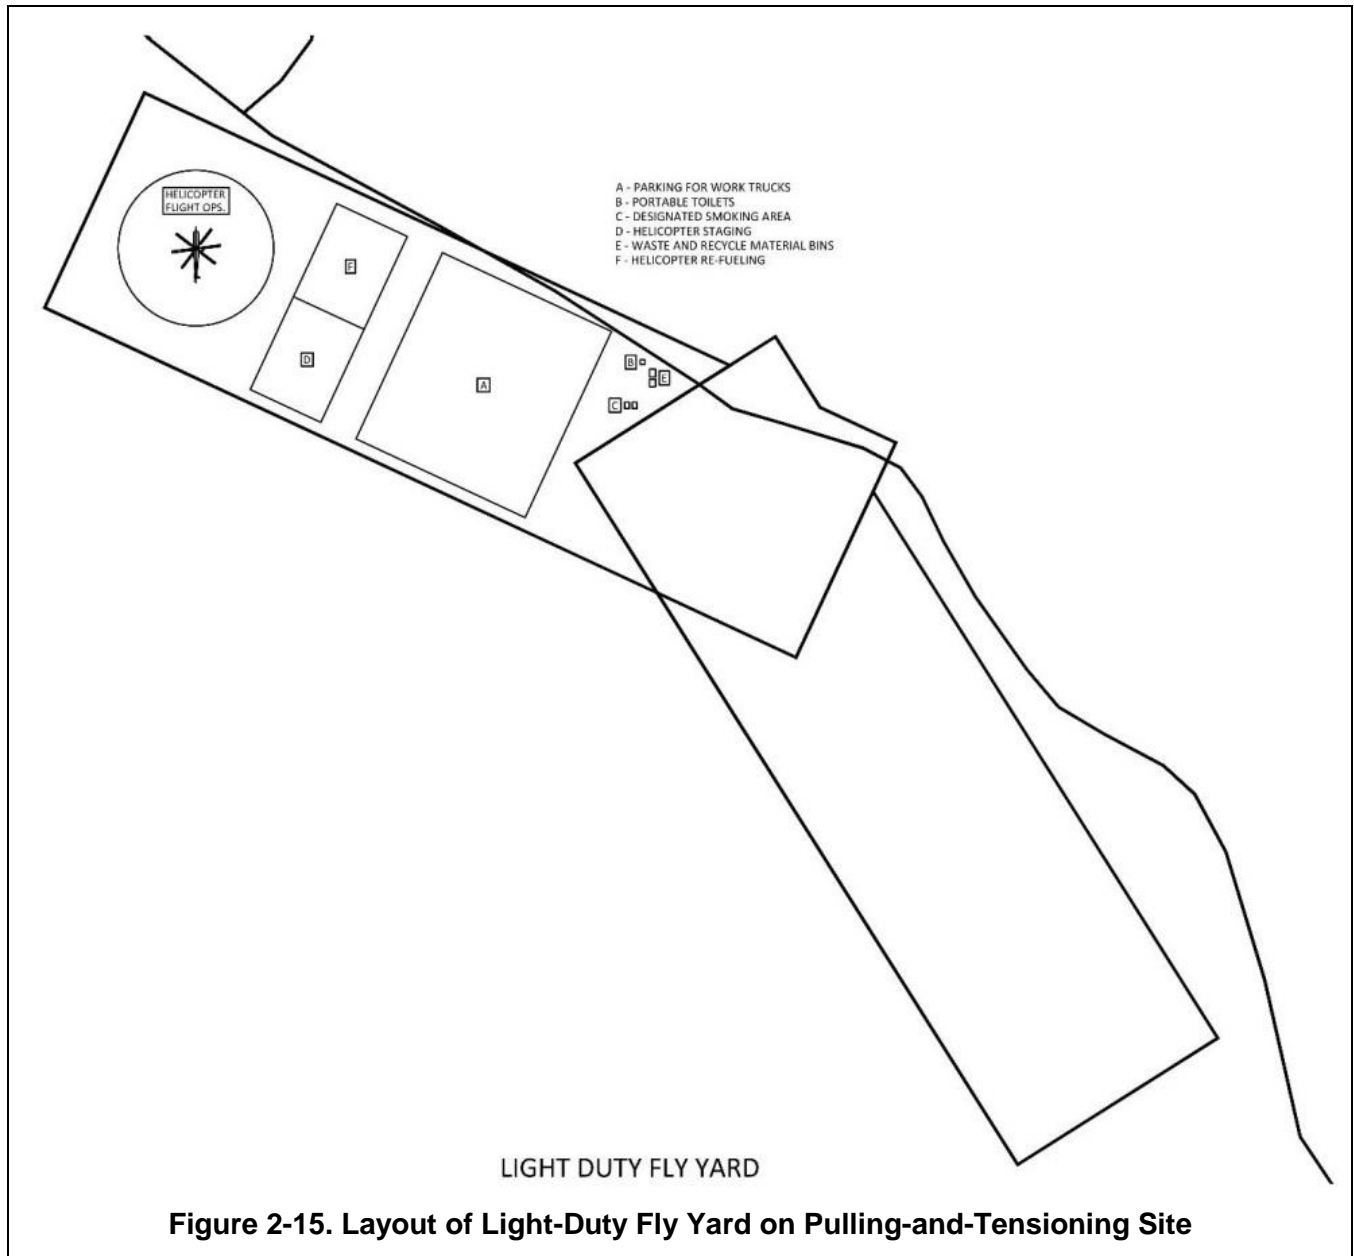 HELICOPTER
FLIGHT OPS.
A - PARKING FOR WORK TRUCKS
B - PORTABLE TOILETS
C - DESIGNATED SMOKING AREA
D - HELICOPTER STAGING
E - WASTE AND RECYCLE MATERIAL BINS
F - HELICOPTER RE-FUELING
F
D
A
B
E
C
LIGHT DUTY FLY YARD
Figure 2-15. Layout of Light-Duty Fly Yard on Pulling-and-Tensioning Site